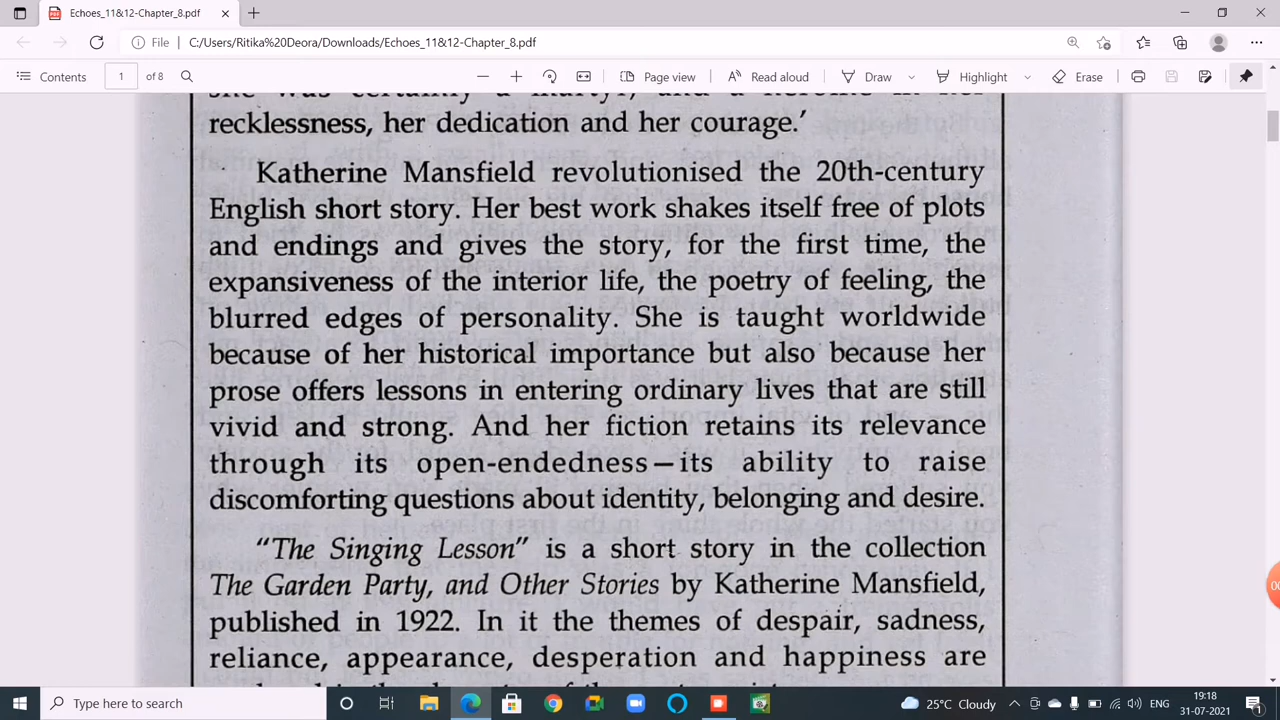 Echoes_11&12-Chapter_8.pdf
File C:/Users/Ritika%20Deora/Downloads/Echoes_11&12-Chapter_8.pdf
Contents 1 of 8 Page view Read aloud Draw Highlight Erase
she was certainly a martyr, and a heroine in her
recklessness, her dedication and her courage.'
Katherine Mansfield revolutionised the 20th-century
English short story. Her best work shakes itself free of plots
and endings and gives the story, for the first time, the
expansiveness of the interior life, the poetry of feeling, the
blurred edges of personality. She is taught worldwide
because of her historical importance but also because her
prose offers lessons in entering ordinary lives that are still
vivid and strong. And her fiction retains its relevance
through its open-endedness—its ability to raise
discomforting questions about identity, belonging and desire.
"The Singing Lesson" is a short story in the collection
The Garden Party, and Other Stories by Katherine Mansfield,
published in 1922. In it the themes of despair, sadness,
reliance, appearance, desperation and happiness are
Type here to search 25°C Cloudy ENG 19:18
31-07-2021